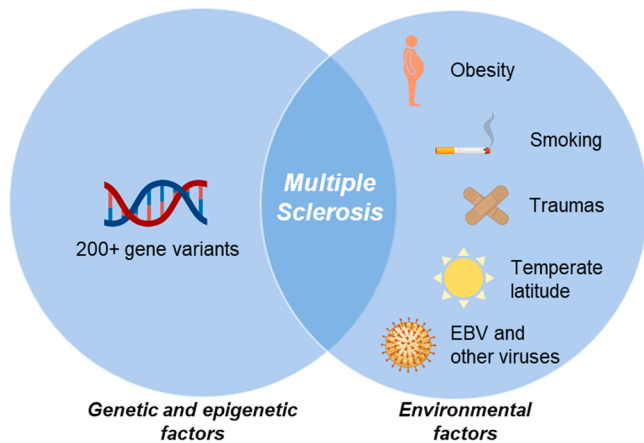 Obesity
Smoking
Multiple
Sclerosis
Traumas
200+ gene variants
Temperate
latitude
EBV and
other viruses
Genetic and epigenetic
factors
Environmental
factors